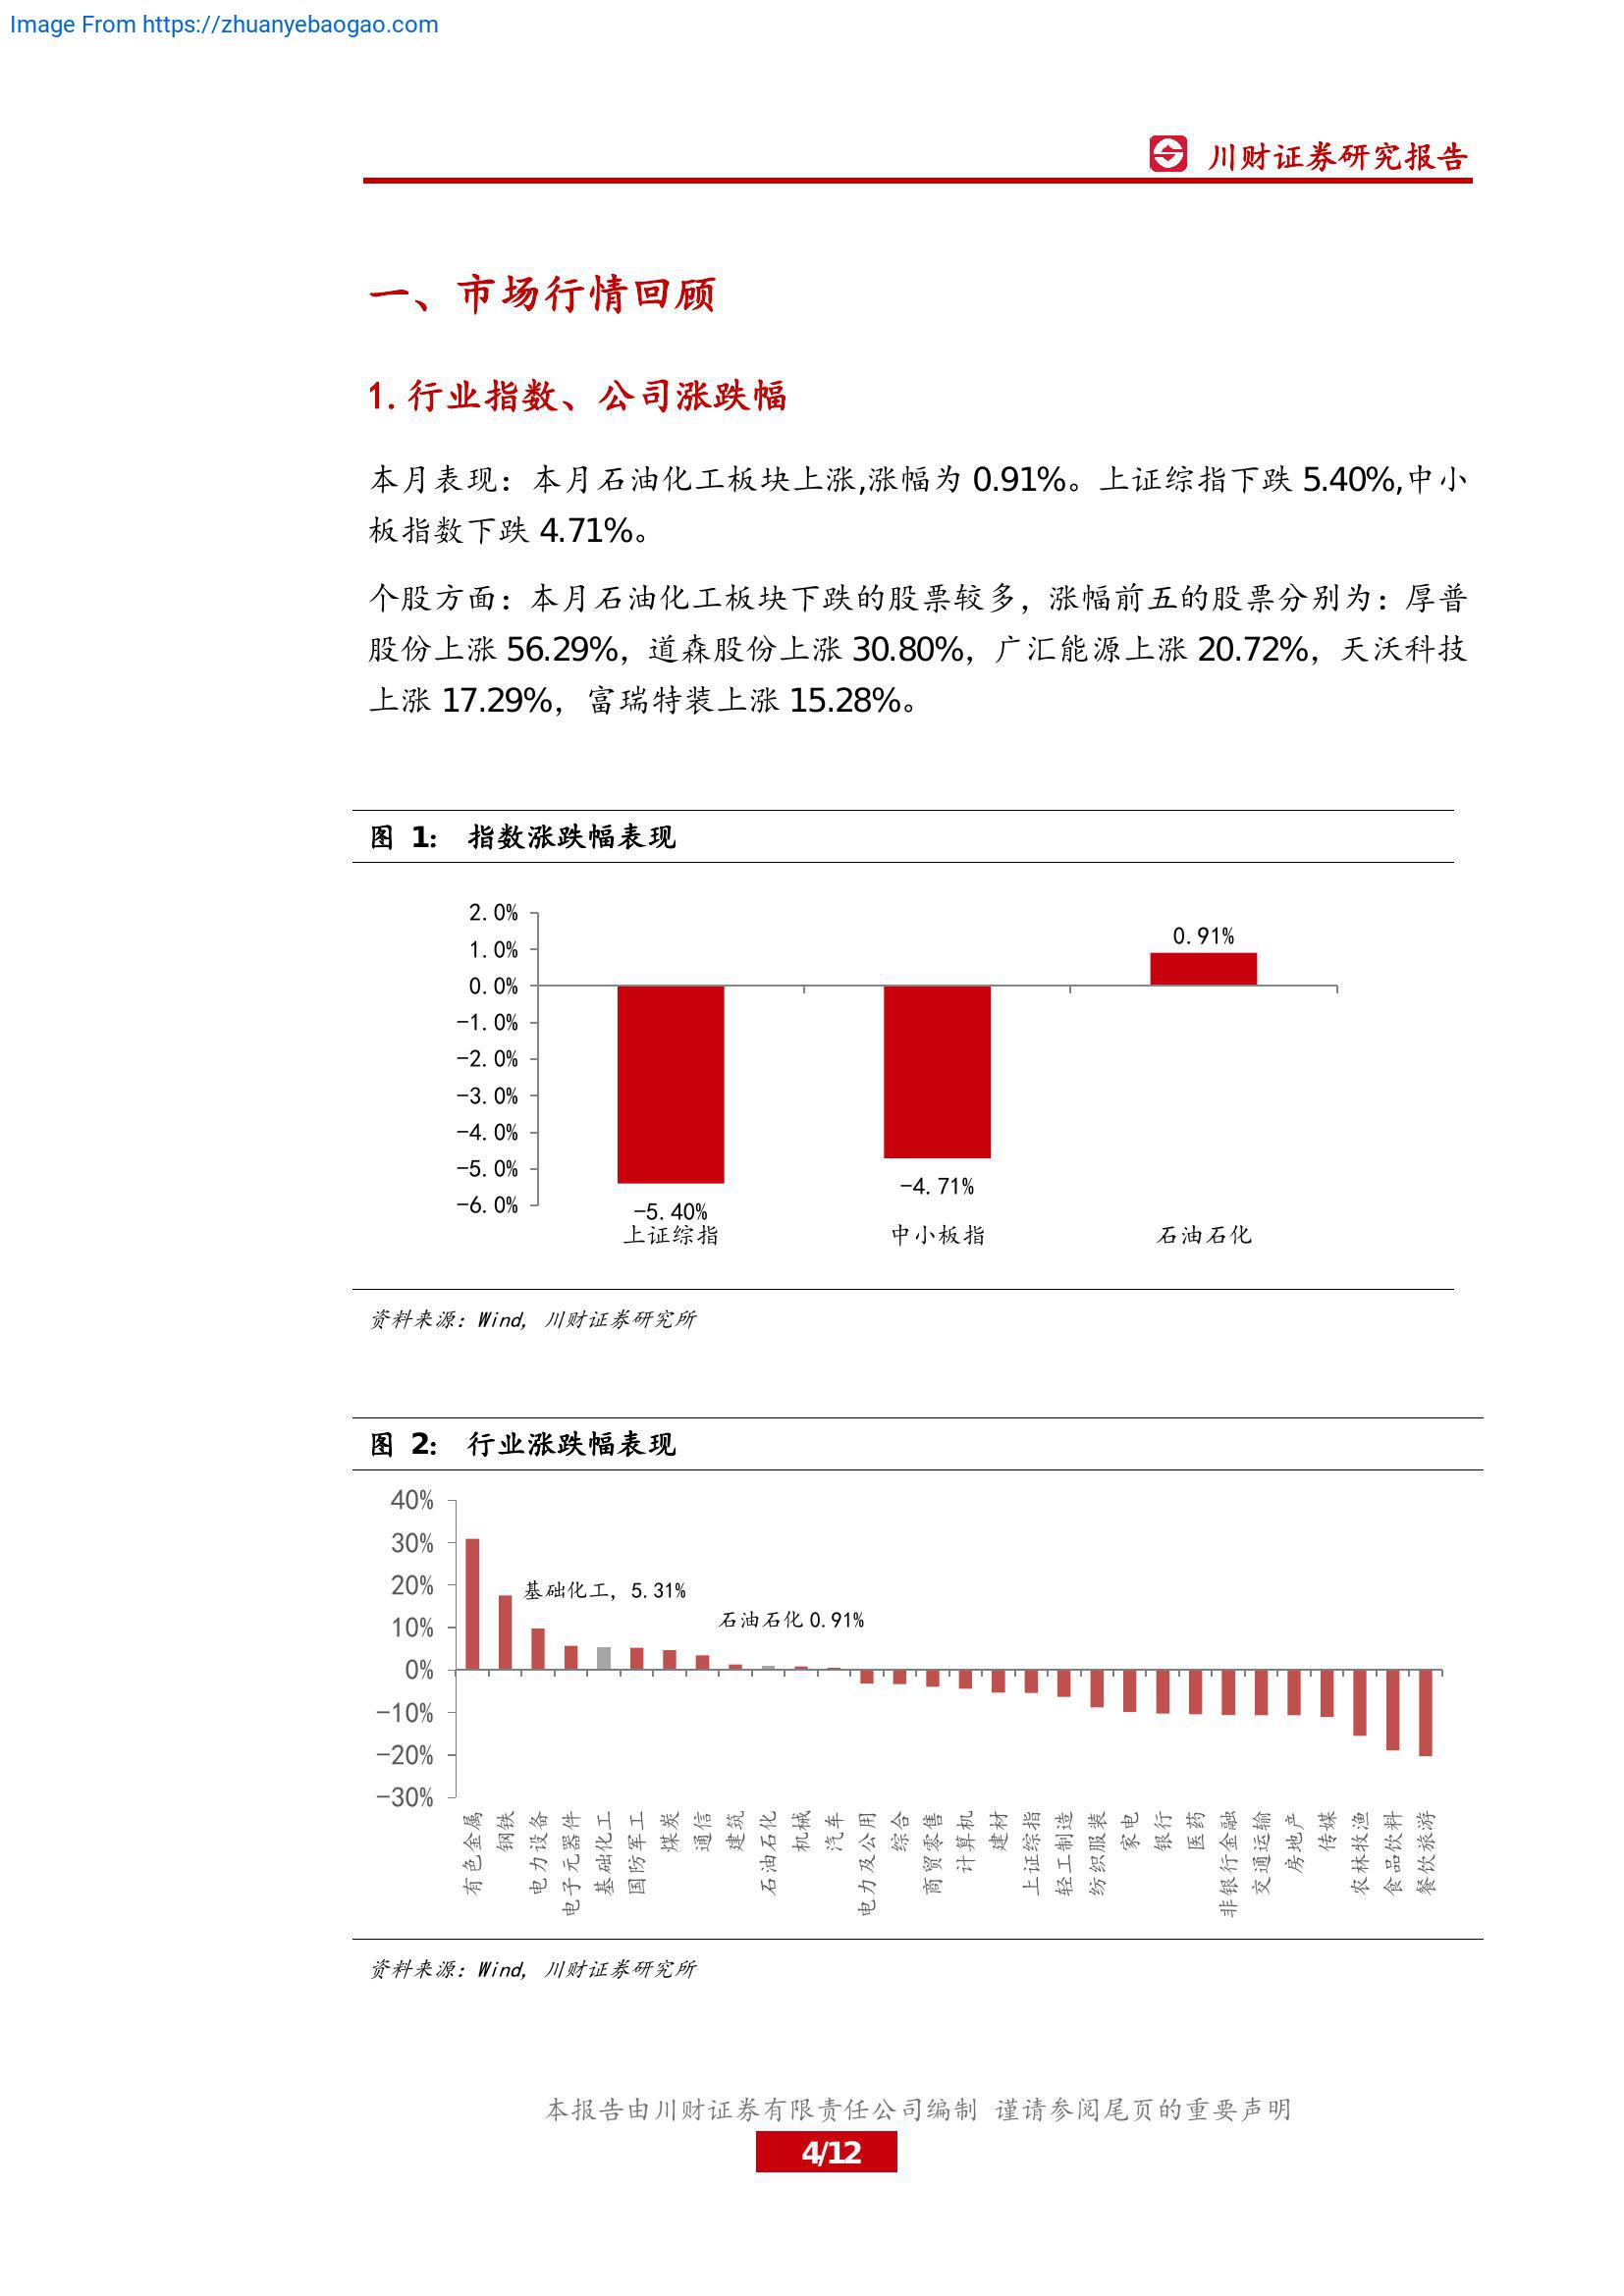 Image From https://zhuanyebaogao.com
川财证券研究报告
一、市场行情回顾
1.行业指数、公司涨跌幅
本月表现：本月石油化工板块上涨,涨幅为 0.91%。上证综指下跌 5.40%,中小
板指数下跌 4.71%。
个股方面：本月石油化工板块下跌的股票较多，涨幅前五的股票分别为：厚普
股份上涨 56.29%，道森股份上涨 30.80%，广汇能源上涨 20.72%，天沃科技
上涨 17.29%，富瑞特装上涨 15.28%。
图 1： 指数涨跌幅表现
2.0%
1.0%
0.0%
-1.0%
-2.0%
-3.0%
-4.0%
-5.0%
-6.0%
0.91%
-4.71%
-5.40%
上证综指 中小板指 石油石化
资料来源：Wind，川财证券研究所
图 2： 行业涨跌幅表现
40%
30%
20%
10%
0%
-10%
-20%
-30%
基础化工，5.31%
石油石化 0.91%
有色金属
钢铁
电力设备
电子元器件
基础化工
国防军工
煤炭
通信
建筑
石油石化
机械
汽车
电力及公用
综合
商贸零售
计算机
建材
上证综指
轻工制造
纺织服装
家电
银行
医药
非银行金融
交通运输
房地产
传媒
农林牧渔
食品饮料
餐饮旅游
资料来源：Wind，川财证券研究所
本报告由川财证券有限责任公司编制 谨请参阅尾页的重要声明
4/12